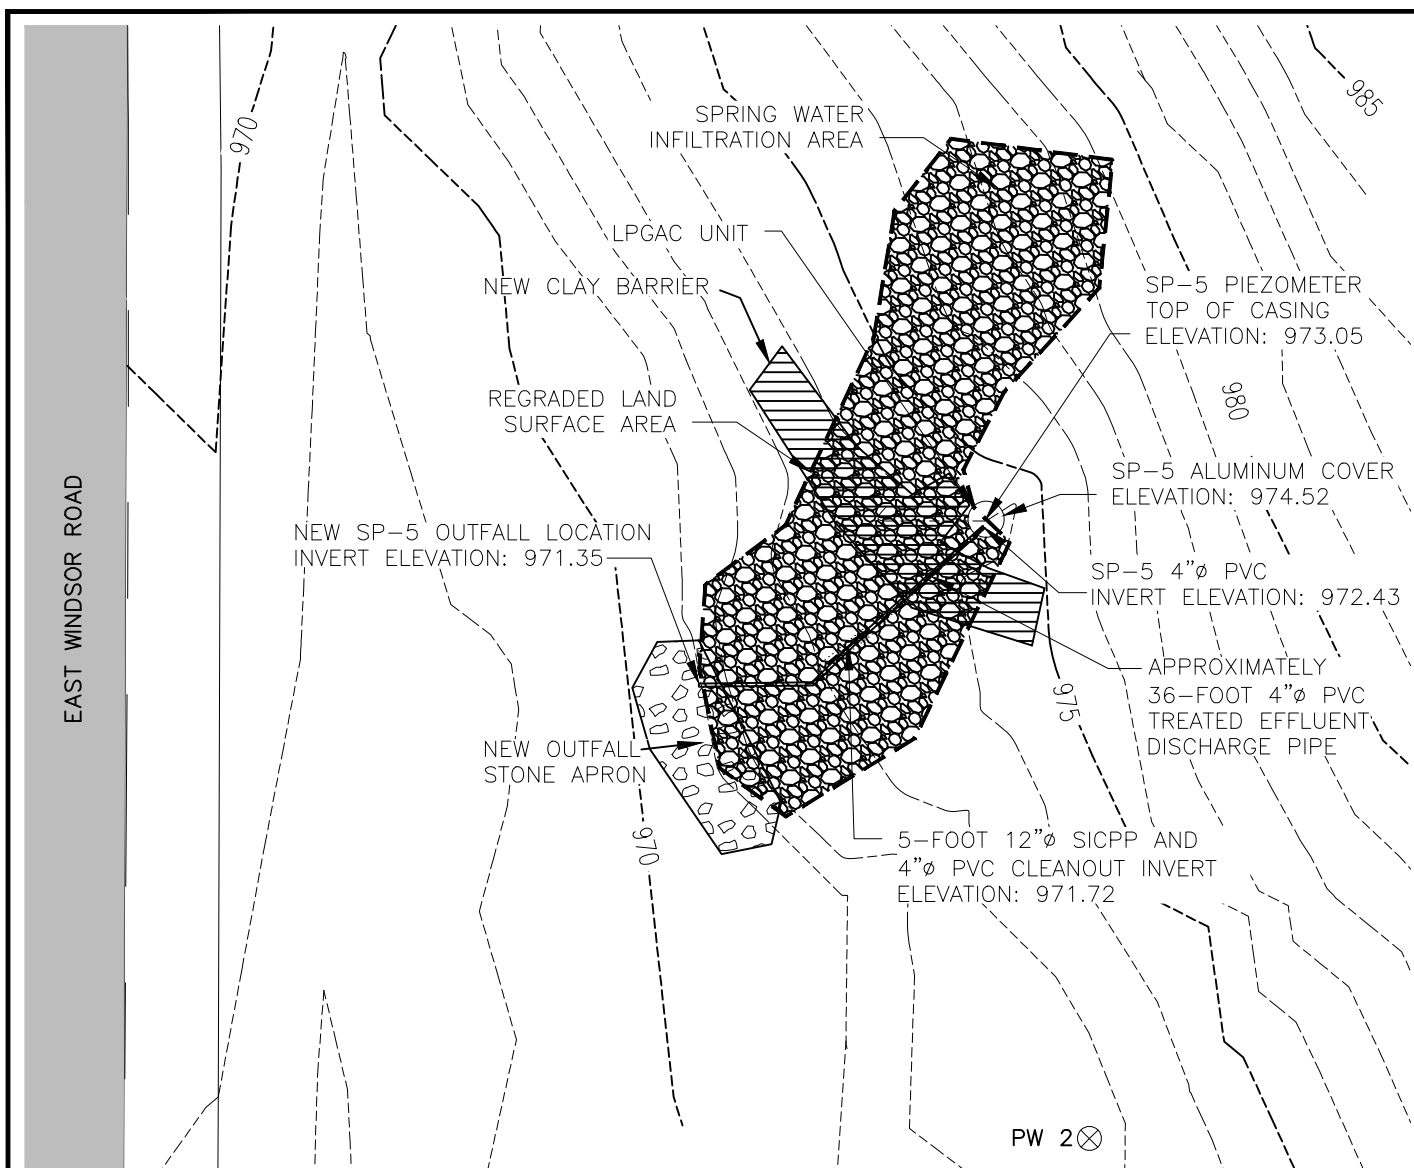 970
985
SPRING WATER
INFILTRATION AREA
LPGAC UNIT
NEW CLAY BARRIER
SP-5 PIEZOMETER
TOP OF CASING
ELEVATION: 973.05
REGRADED LAND
SURFACE AREA
980
SP-5 ALUMINUM COVER
ELEVATION: 974.52
EAST WINDSOR ROAD
NEW SP-5 OUTFALL LOCATION
INVERT ELEVATION: 971.35
SP-5 4"ø PVC
INVERT ELEVATION: 972.43
APPROXIMATELY
36-FOOT 4"ø PVC
TREATED EFFLUENT
DISCHARGE PIPE
975
NEW OUTFALL
STONE APRON
970
5-FOOT 12"ø SICPP AND
4"ø PVC CLEANOUT INVERT
ELEVATION: 971.72
PW 2